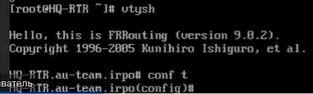 [root@HQ-RTR ~]# vtysh
Hello, this is FRRouting (version 9.0.2).
Copyright 1996-2005 Kunihiro Ishiguro, et al.
HQ-RTR.au-team.irpo# conf t
ватель
HQ-RTR.au-team.irpo(config)#